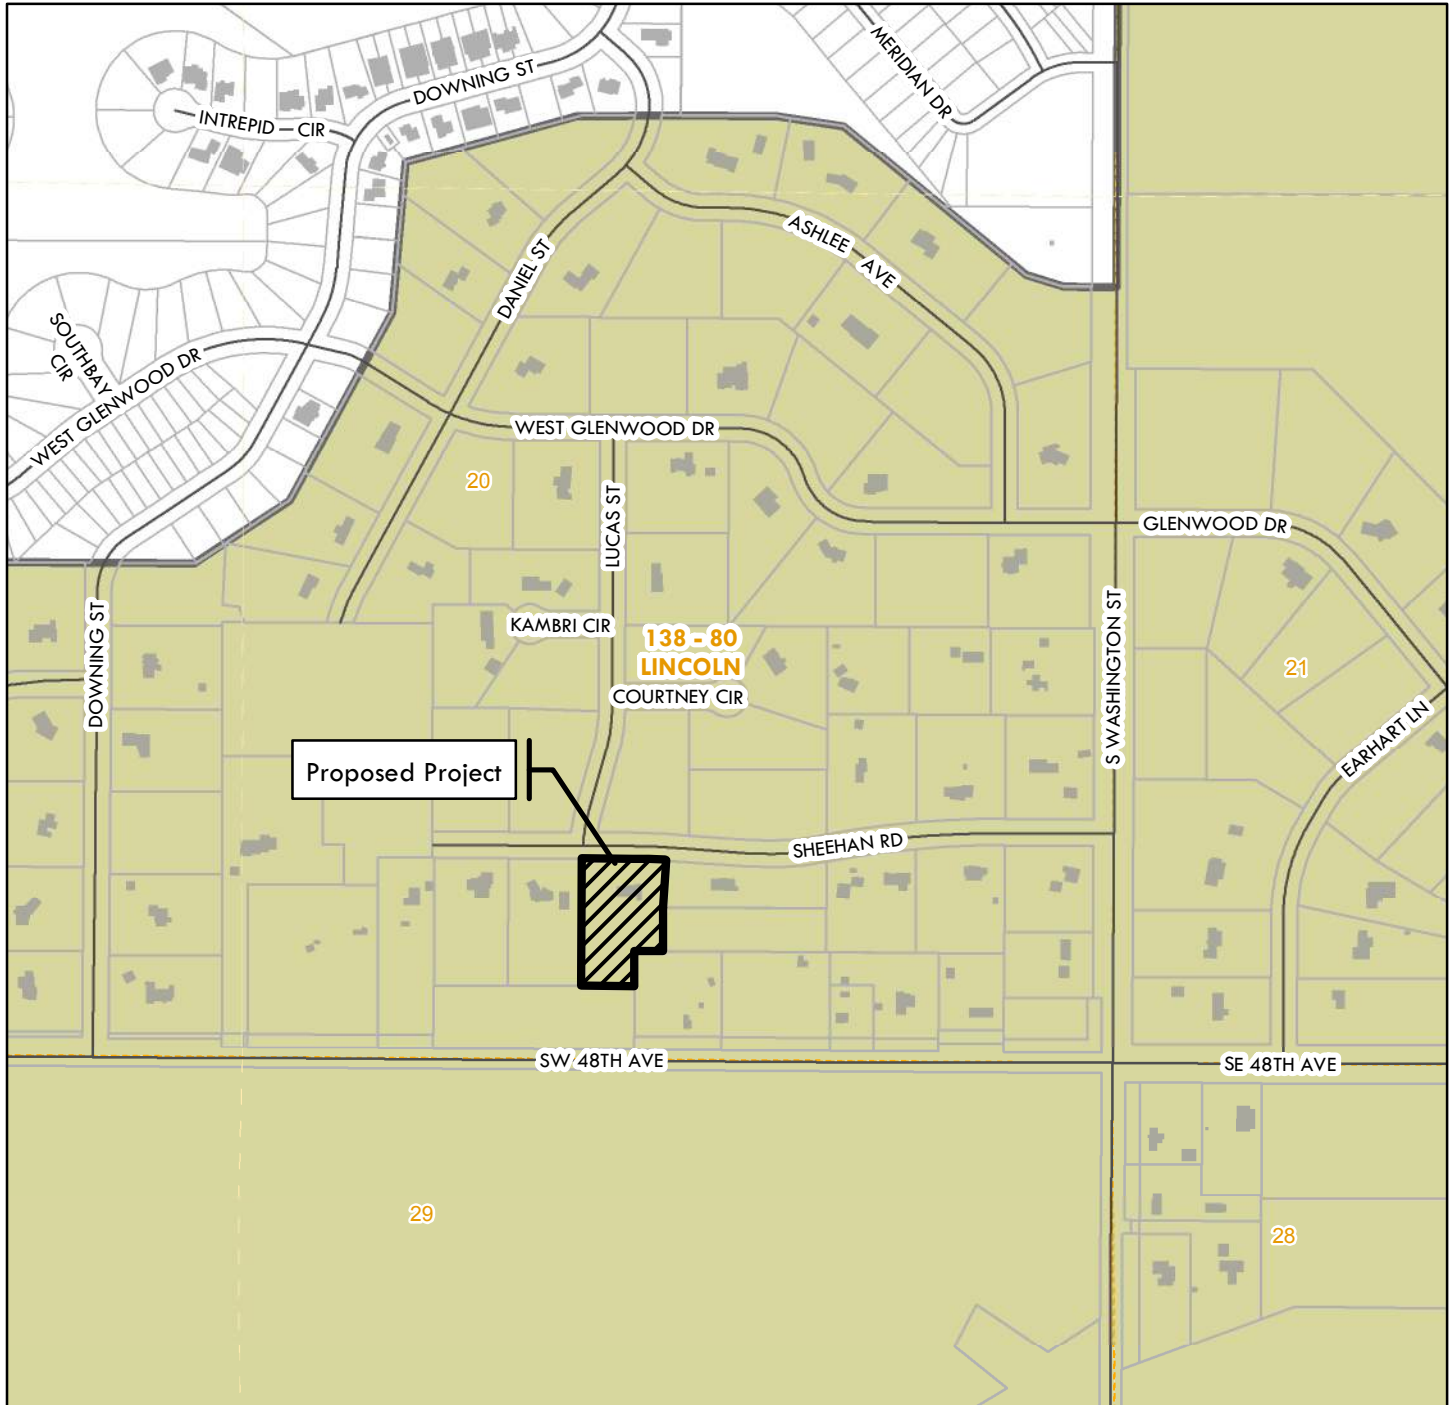 MERIDIAN DR
DOWNING ST
INTREPID CIR
ASHLEE AVE
DANIEL ST
SOUTHBAY
CIR
WEST GLENWOOD DR
WEST GLENWOOD DR
20
LUCAS ST
GLENWOOD DR
DOWNING ST
KAMBRI CIR
138 - 80
LINCOLN
COURTNEY CIR
S WASHINGTON ST
21
EARHART LN
Proposed Project
SHEEHAN RD
SW 48TH AVE
SE 48TH AVE
29
28